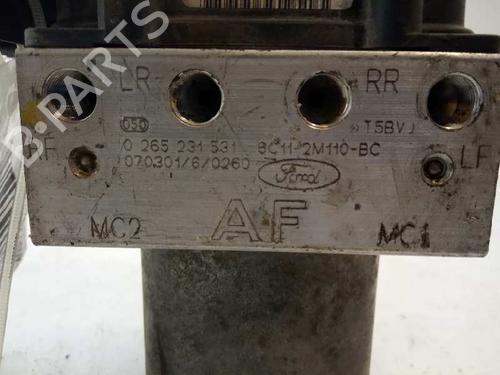 LR RR
050 0 265 231 531 8C11-2M110-BC T5BVJ
F 070301/6/0260 Ford LF
MC2 AF MC1
B-PARTS